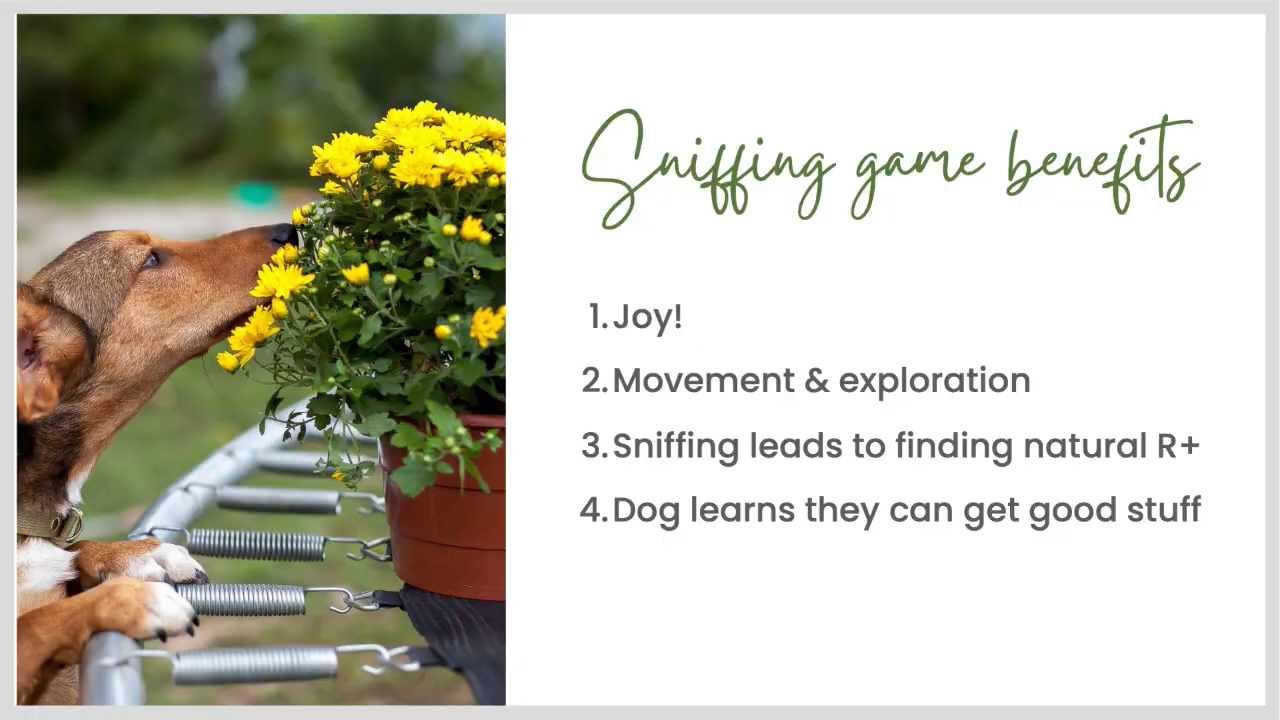 Sniffing game benefits
1. Joy!
2. Movement & exploration
3. Sniffing leads to finding natural R+
4. Dog learns they can get good stuff